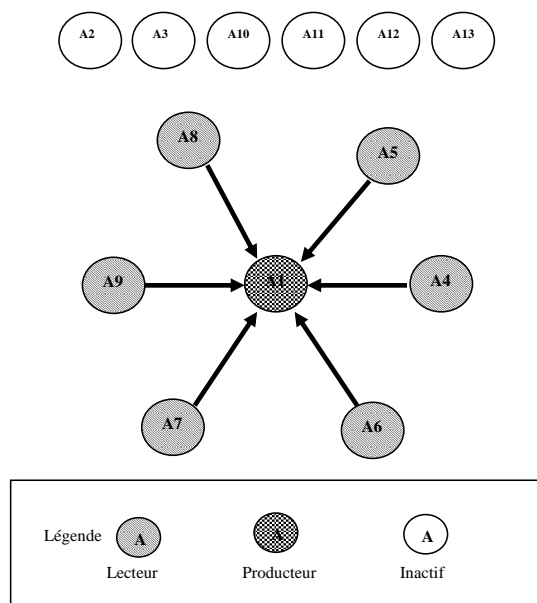 A2 A3 A10 A11 A12 A13
A8
A5
A9 A1 A4
A7
A6
Légende A A A
Lecteur Producteur Inactif